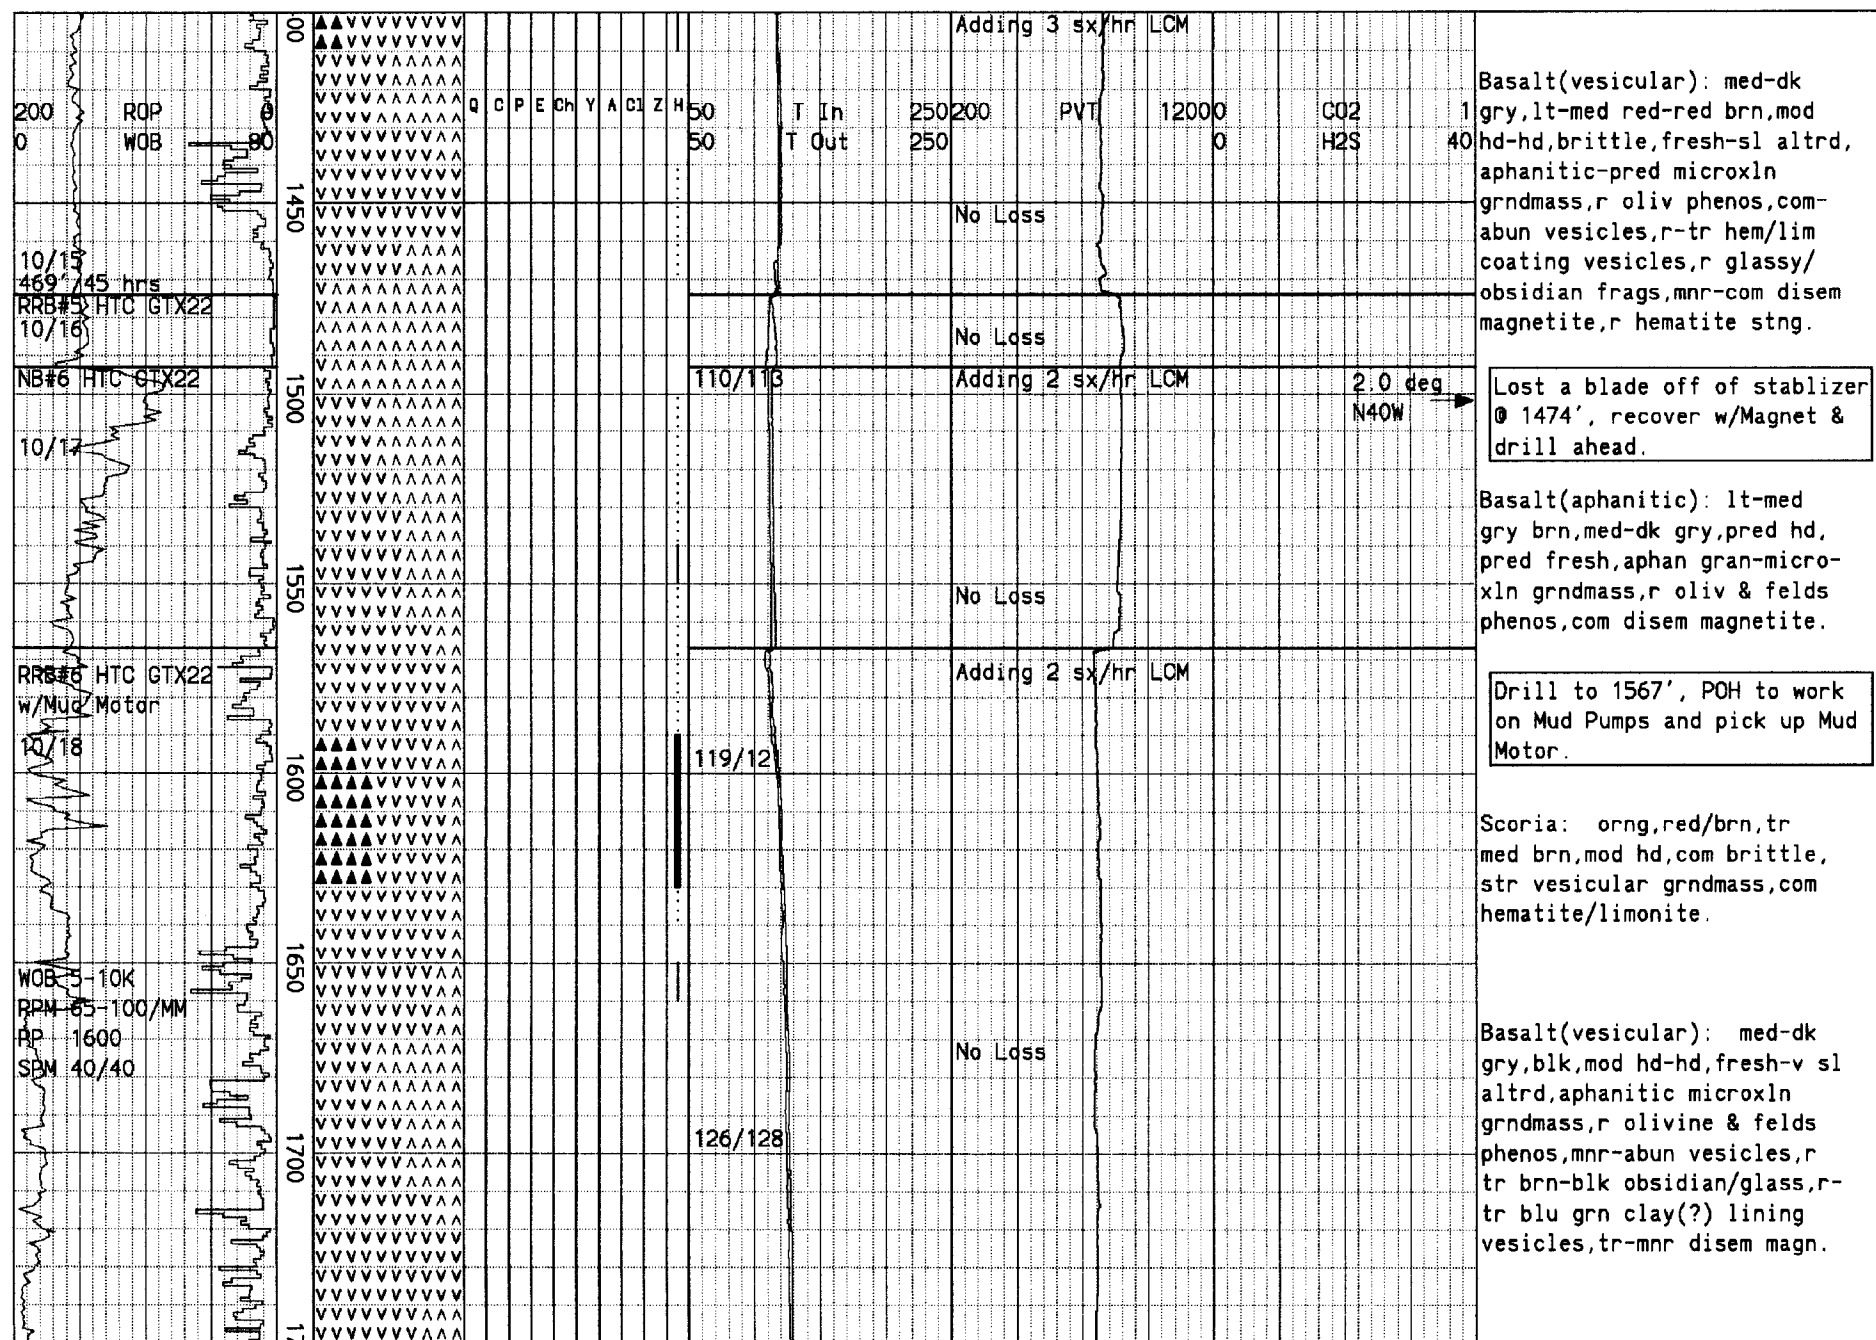 Adding 3 sx/hr LCM
00
200 ROP 0
0 WOB 80
Q C P E Ch Y A Cl Z H
50 T In 250
50 T Out 250
200 PVT 1200
0 CO2 1
0 H2S 40
Basalt(vesicular): med-dk
gry,lt-med red-red brn,mod
hd-hd,brittle,fresh-sl altrd,
aphanitic-pred microxln
grndmass,r oliv phenos,com-
abun vesicles,r-tr hem/lim
coating vesicles,r glassy/
obsidian frags,mnr-com disem
magnetite,r hematite stng.
1450
No Loss
10/15
469' 45 hrs
RRB#5 HTC GTX22
10/16
No Loss
NB#6 HTC GTX22
110/113
Adding 2 sx/hr LCM
2.0 deg
N40W
1500
10/17
Lost a blade off of stablizer
@ 1474', recover w/Magnet &
drill ahead.
Basalt(aphanitic): lt-med
gry brn,med-dk gry,pred hd,
pred fresh,aphan gran-micro-
xln grndmass,r oliv & felds
phenos,com disem magnetite.
1550
No Loss
RRB#6 HTC GTX22
w/Mud Motor
Adding 2 sx/hr LCM
10/18
Drill to 1567', POH to work
on Mud Pumps and pick up Mud
Motor.
119/12
1600
Scoria: orng,red/brn,tr
med brn,mod hd,com brittle,
str vesicular grndmass,com
hematite/limonite.
1650
WOB 5-10K
RPM 65-100/MM
PP 1600
SPM 40/40
No Loss
Basalt(vesicular): med-dk
gry,blk,mod hd-hd,fresh-v sl
altrd,aphanitic microxln
grndmass,r olivine & felds
phenos,mnr-abun vesicles,r
tr brn-blk obsidian/glass,r-
tr blu grn clay(?) lining
vesicles,tr-mnr disem magn.
126/128
1700